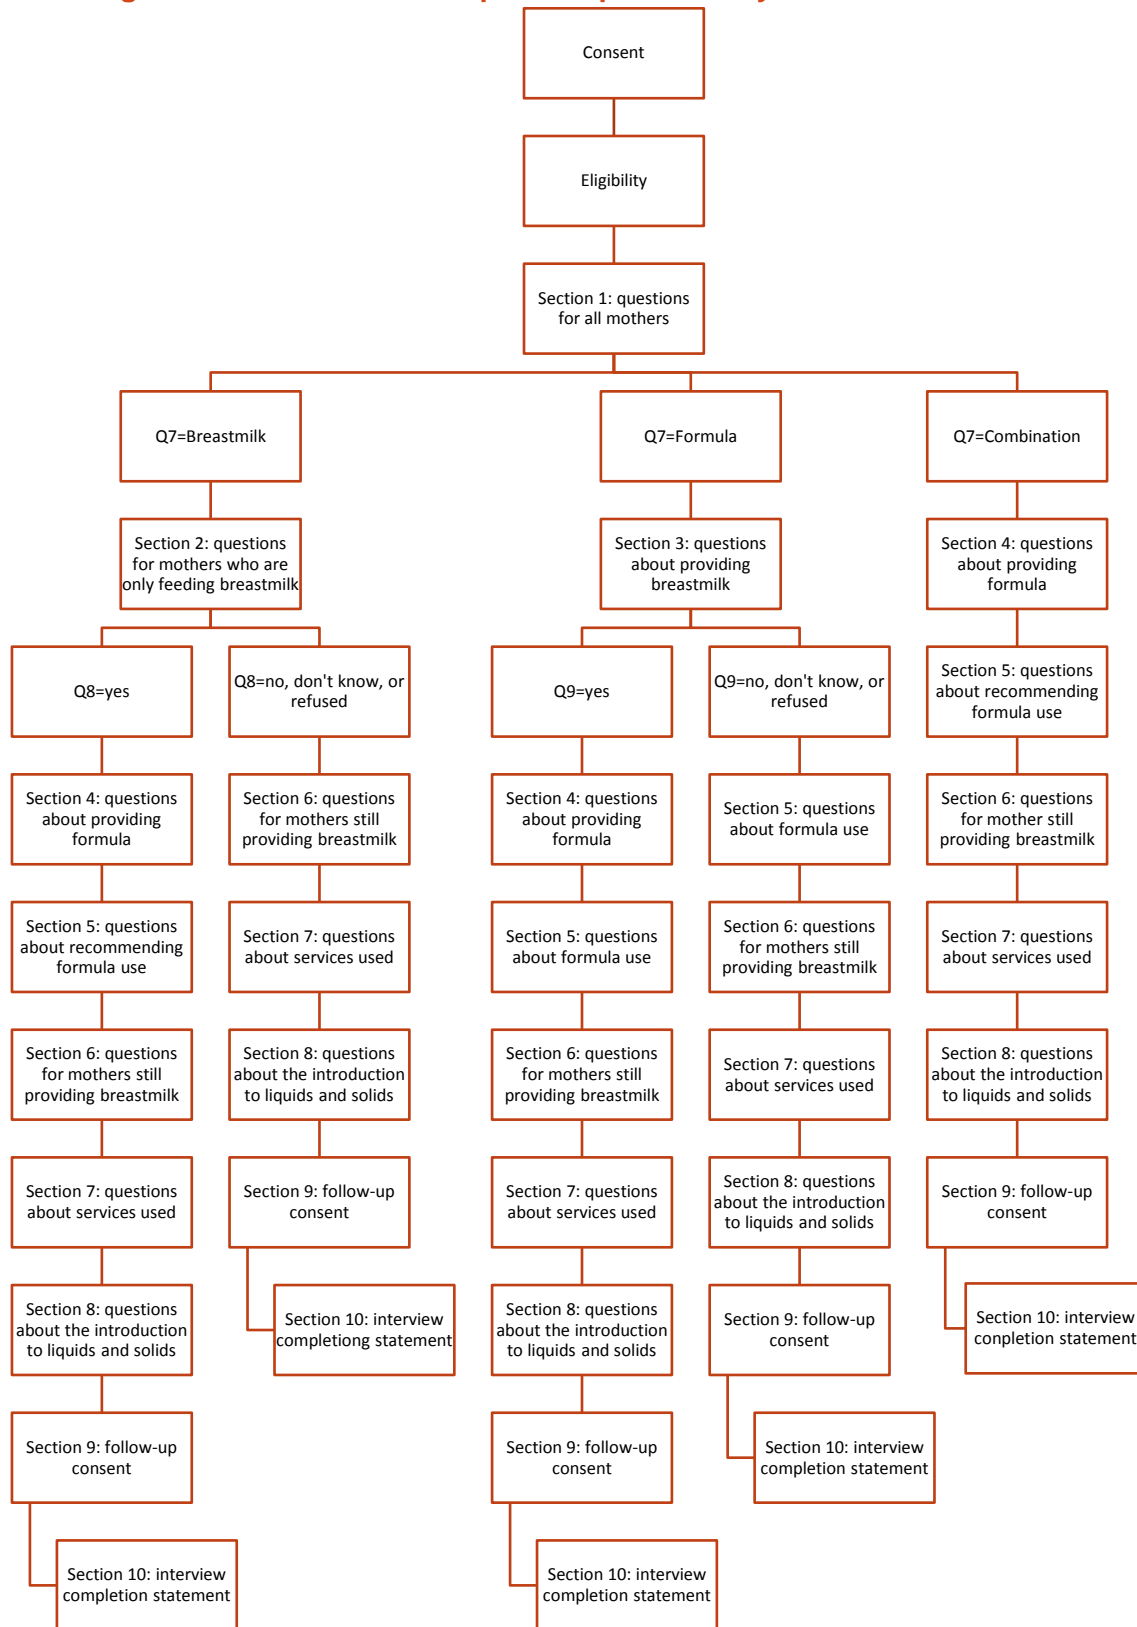 Consent
Eligibility
Section 1: questions
for all mothers
Q7=Breastmilk
Q7=Formula
Q7=Combination
Section 2: questions
for mothers who are
only feeding breastmilk
Section 3: questions
about providing
breastmilk
Section 4: questions
about providing
formula
Q8=yes
Q8=no, don't know, or
refused
Q9=yes
Q9=no, don't know, or
refused
Section 5: questions
about recommending
formula use
Section 4: questions
about providing
formula
Section 6: questions
for mothers still
providing breastmilk
Section 4: questions
about providing
formula
Section 5: questions
about formula use
Section 6: questions
for mother still
providing breastmilk
Section 5: questions
about recommending
formula use
Section 7: questions
about services used
Section 5: questions
about formula use
Section 6: questions
for mothers still
providing breastmilk
Section 7: questions
about services used
Section 6: questions
for mothers still
providing breastmilk
Section 8: questions
about the introduction
to liquids and solids
Section 6: questions
for mothers still
providing breastmilk
Section 7: questions
about services used
Section 8: questions
about the introduction
to liquids and solids
Section 7: questions
about services used
Section 9: follow-up
consent
Section 7: questions
about services used
Section 8: questions
about the introduction
to liquids and solids
Section 9: follow-up
consent
Section 8: questions
about the introduction
to liquids and solids
Section 10: interview
completiong statement
Section 8: questions
about the introduction
to liquids and solids
Section 9: follow-up
consent
Section 10: interview
completion statement
Section 9: follow-up
consent
Section 9: follow-up
consent
Section 10: interview
completion statement
Section 10: interview
completion statement
Section 10: interview
completion statement